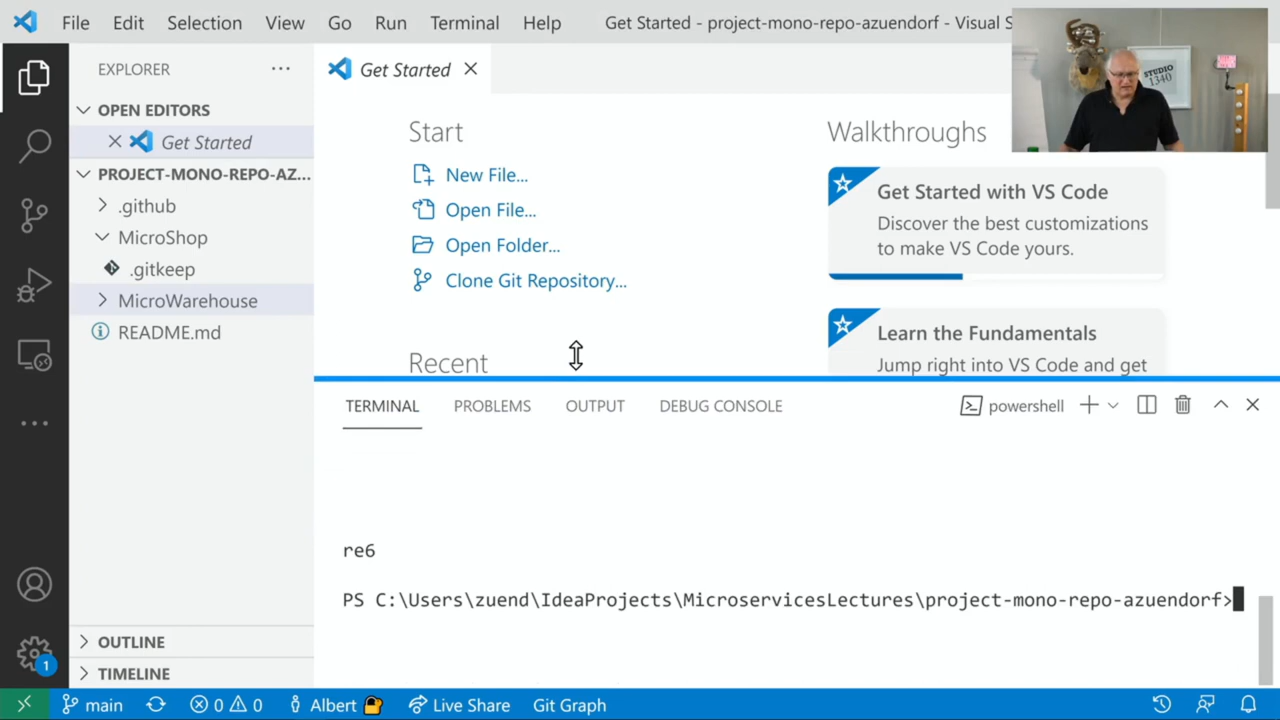 File Edit Selection View Go Run Terminal Help Get Started - project-mono-repo-azuendorf - Visual S
EXPLORER
Get Started
STUDIO
1340
OPEN EDITORS
Get Started
PROJECT-MONO-REPO-AZ...
.github
MicroShop
.gitkeep
MicroWarehouse
README.md
OUTLINE
TIMELINE
Start
New File...
Open File...
Open Folder...
Clone Git Repository...
Recent
Walkthroughs
Get Started with VS Code
Discover the best customizations
to make VS Code yours.
Learn the Fundamentals
Jump right into VS Code and get
TERMINAL PROBLEMS OUTPUT DEBUG CONSOLE powershell
re6
PS C:\Users\zuend\IdeaProjects\MicroservicesLectures\project-mono-repo-azuendorf>
1
main 0 0 Albert Live Share Git Graph